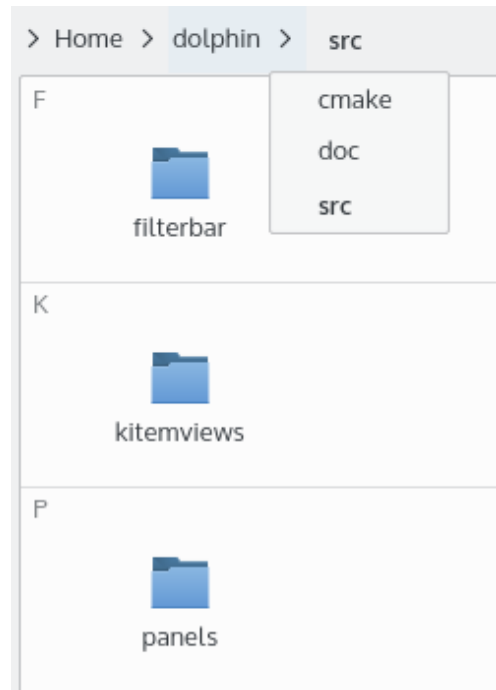 > Home > dolphin > src
cmake
doc
src
F
filterbar
K
kitemviews
P
panels